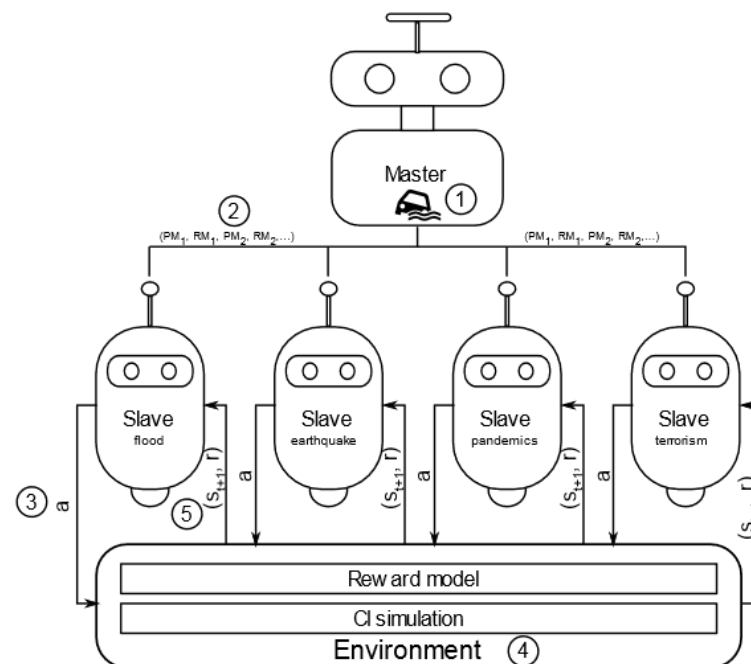 Master
1
2
(PM1, RM1, PM2, RM2,...)
(PM1, RM1, PM2, RM2,...)
Slave
flood
Slave
earthquake
Slave
pandemics
Slave
terrorism
3
a
5
(st+1, r)
a
(st+1, r)
a
(st+1, r)
a
Reward model
CI simulation
Environment
4